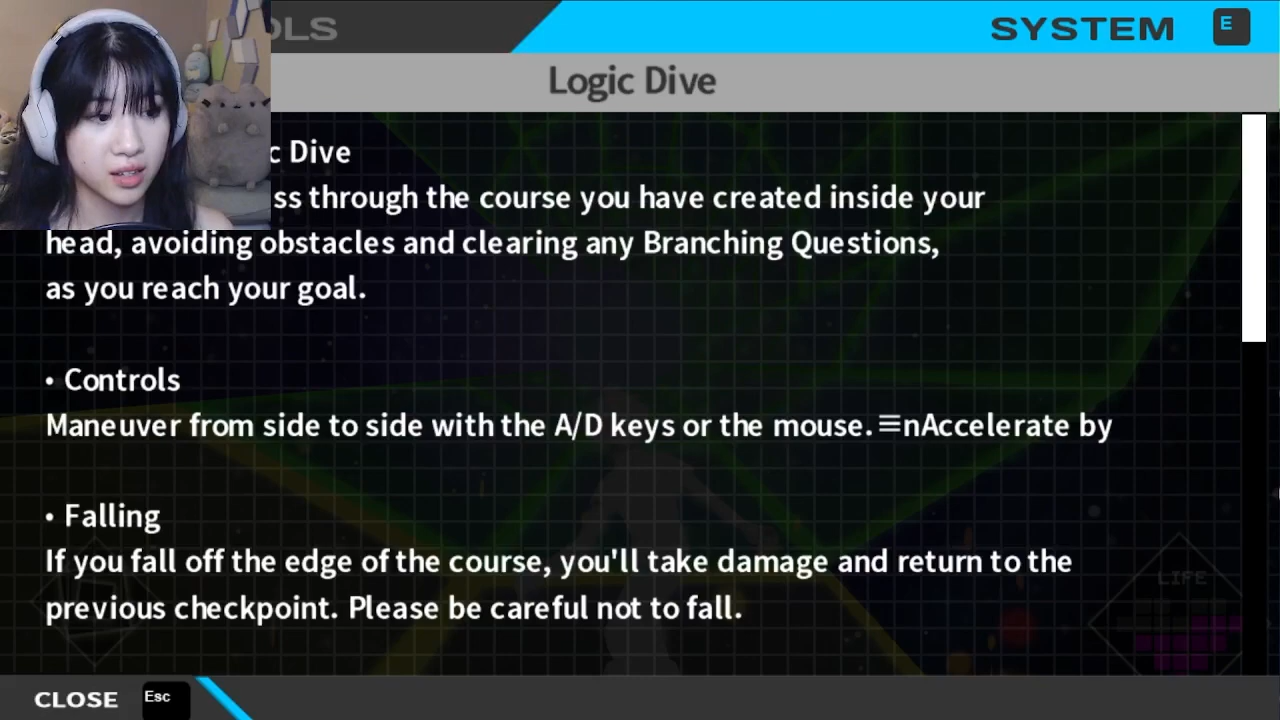 OLS
SYSTEM E
Logic Dive
c Dive
ss through the course you have created inside your
head, avoiding obstacles and clearing any Branching Questions,
as you reach your goal.
• Controls
Maneuver from side to side with the A/D keys or the mouse.≡nAccelerate by
• Falling
If you fall off the edge of the course, you'll take damage and return to the
previous checkpoint. Please be careful not to fall.
LIFE
CLOSE Esc